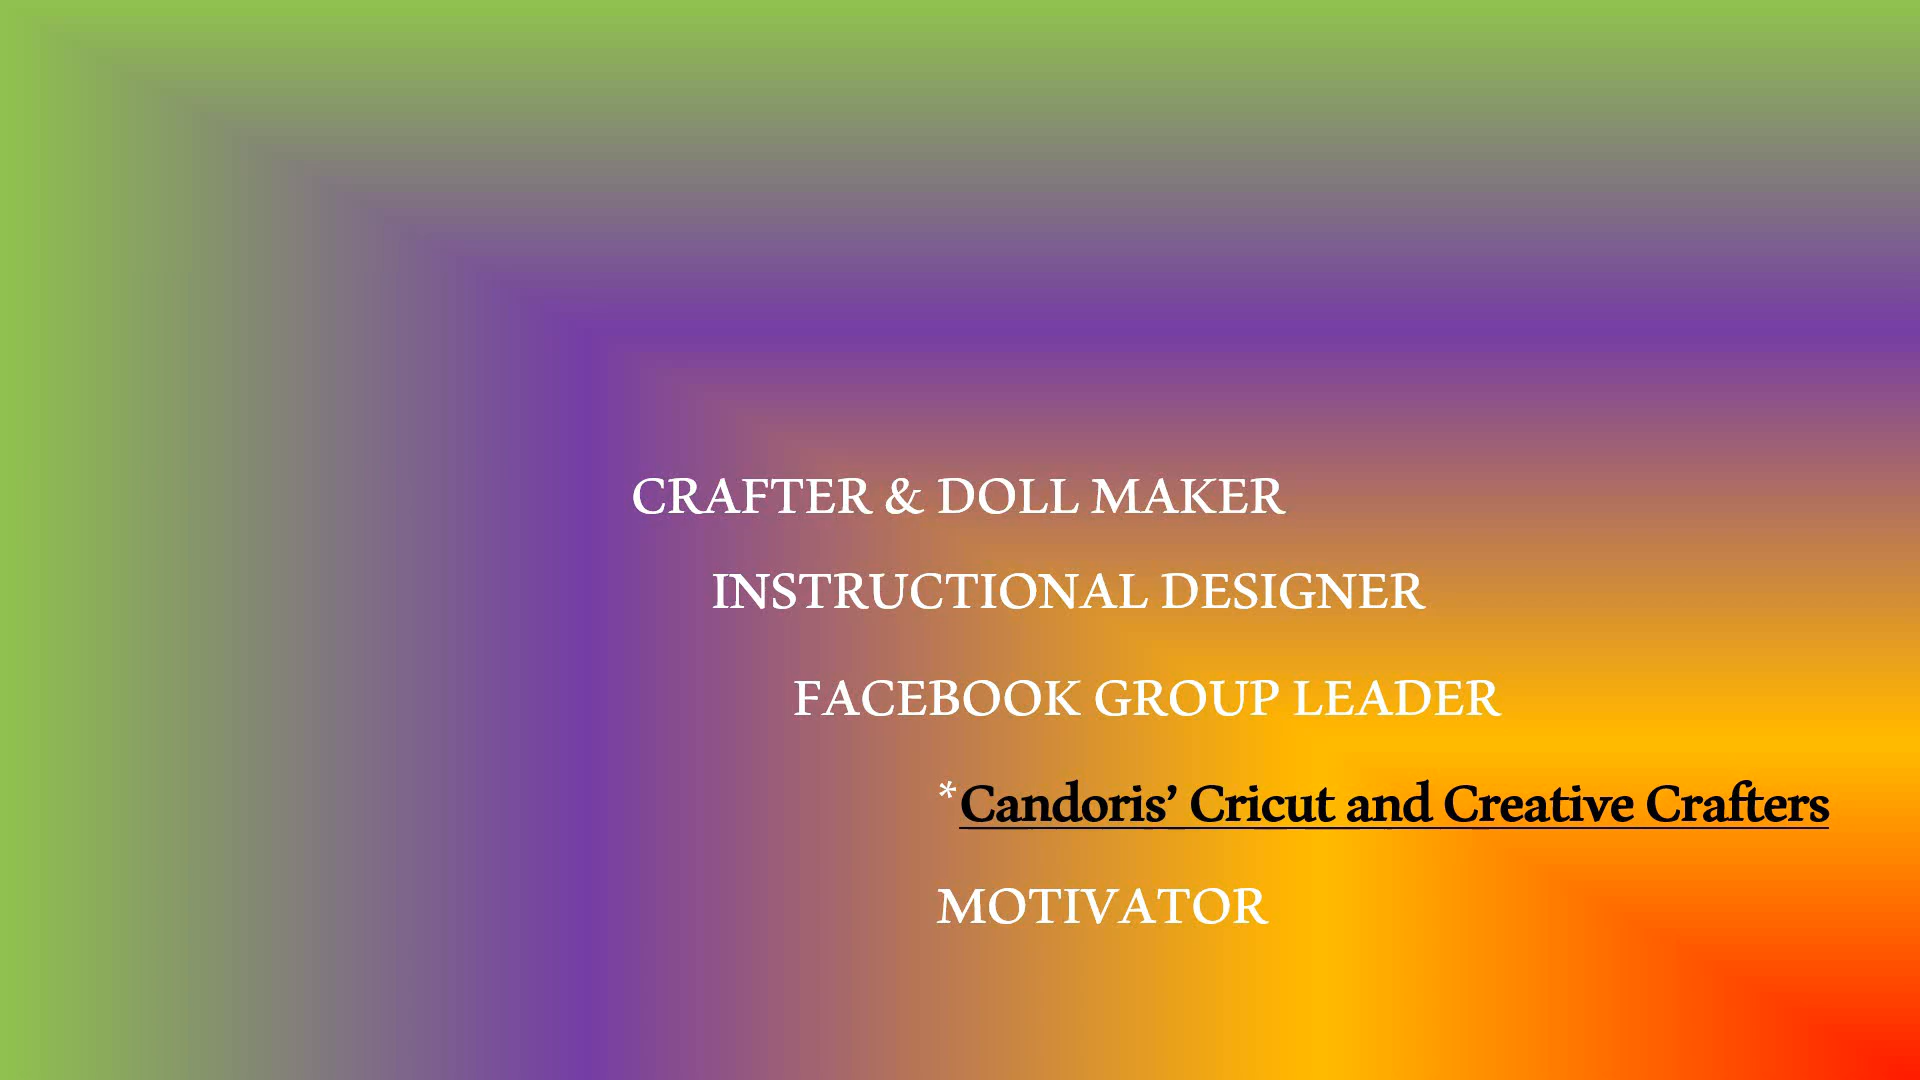 CRAFTER & DOLL MAKER
INSTRUCTIONAL DESIGNER
FACEBOOK GROUP LEADER
*Candoris’ Cricut and Creative Crafters
MOTIVATOR